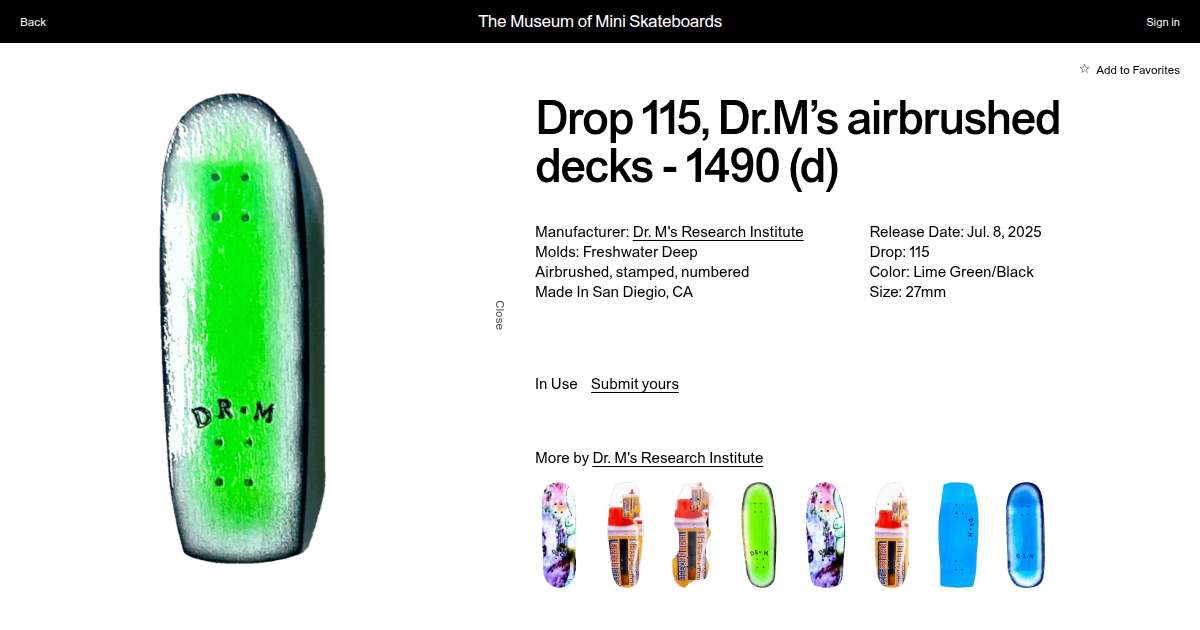 Back
The Museum of Mini Skateboards
Sign in
☆ Add to Favorites
Drop 115, Dr.M’s airbrushed
decks - 1490 (d)
Manufacturer: Dr. M's Research Institute
Molds: Freshwater Deep
Airbrushed, stamped, numbered
Made In San Diegio, CA
Release Date: Jul. 8, 2025
Drop: 115
Color: Lime Green/Black
Size: 27mm
Close
DR·M
In Use Submit yours
More by Dr. M's Research Institute